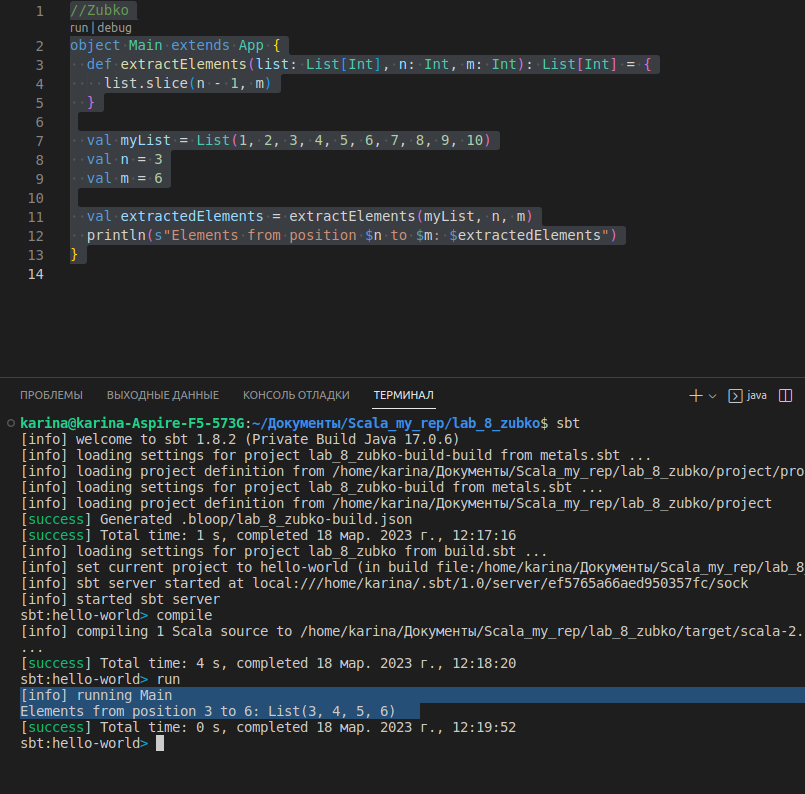 1 //Zubko
run | debug
2 object Main extends App {
3 def extractElements(list: List[Int], n: Int, m: Int): List[Int] = {
4 list.slice(n - 1, m)
5 }
6
7 val myList = List(1, 2, 3, 4, 5, 6, 7, 8, 9, 10)
8 val n = 3
9 val m = 6
10
11 val extractedElements = extractElements(myList, n, m)
12 println(s"Elements from position $n to $m: $extractedElements")
13 }
14
ПРОБЛЕМЫ ВЫХОДНЫЕ ДАННЫЕ КОНСОЛЬ ОТЛАДКИ ТЕРМИНАЛ java
karina@karina-Aspire-F5-573G:~/Документы/Scala_my_rep/lab_8_zubko$ sbt
[info] welcome to sbt 1.8.2 (Private Build Java 17.0.6)
[info] loading settings for project lab_8_zubko-build-build from metals.sbt ...
[info] loading project definition from /home/karina/Документы/Scala_my_rep/lab_8_zubko/project/pro
[info] loading settings for project lab_8_zubko-build from metals.sbt ...
[info] loading project definition from /home/karina/Документы/Scala_my_rep/lab_8_zubko/project
[success] Generated .bloop/lab_8_zubko-build.json
[success] Total time: 1 s, completed 18 мар. 2023 г., 12:17:16
[info] loading settings for project lab_8_zubko from build.sbt ...
[info] set current project to hello-world (in build file:/home/karina/Документы/Scala_my_rep/lab_8
[info] sbt server started at local:///home/karina/.sbt/1.0/server/ef5765a66aed950357fc/sock
[info] started sbt server
sbt:hello-world> compile
[info] compiling 1 Scala source to /home/karina/Документы/Scala_my_rep/lab_8_zubko/target/scala-2.
...
[success] Total time: 4 s, completed 18 мар. 2023 г., 12:18:20
sbt:hello-world> run
[info] running Main
Elements from position 3 to 6: List(3, 4, 5, 6)
[success] Total time: 0 s, completed 18 мар. 2023 г., 12:19:52
sbt:hello-world>